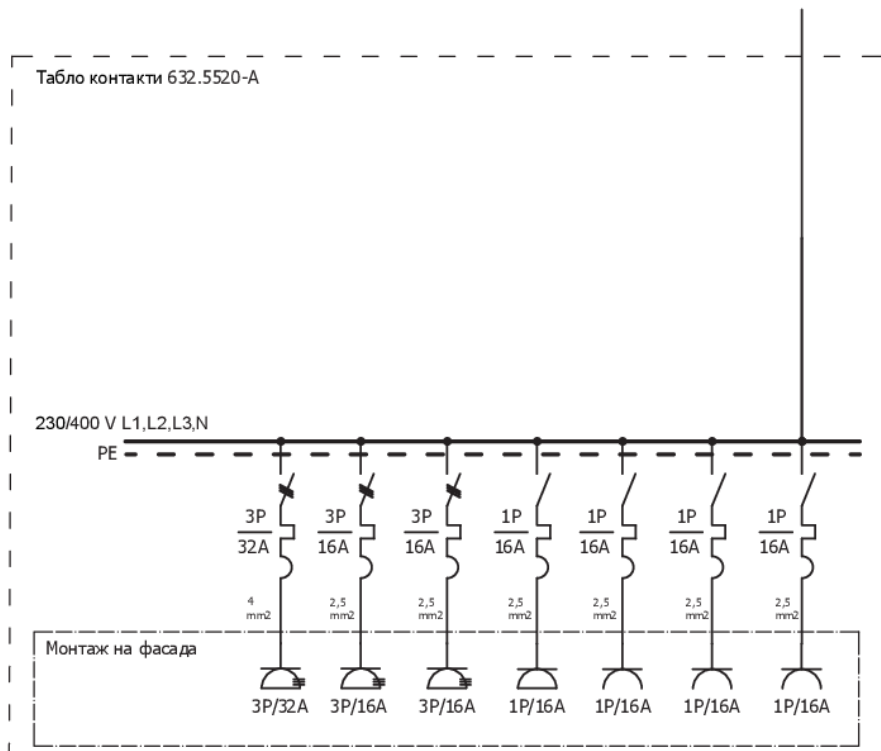 Табло контакти 632.5520-А
230/400 V L1,L2,L3,N
PE
3P 3P 3P 1P 1P 1P 1P
32A 16A 16A 16A 16A 16A 16A
4 2,5 2,5 2,5 2,5 2,5 2,5
mm2 mm2 mm2 mm2 mm2 mm2 mm2
Монтаж на фасада
3P/32A 3P/16A 3P/16A 1P/16A 1P/16A 1P/16A 1P/16A